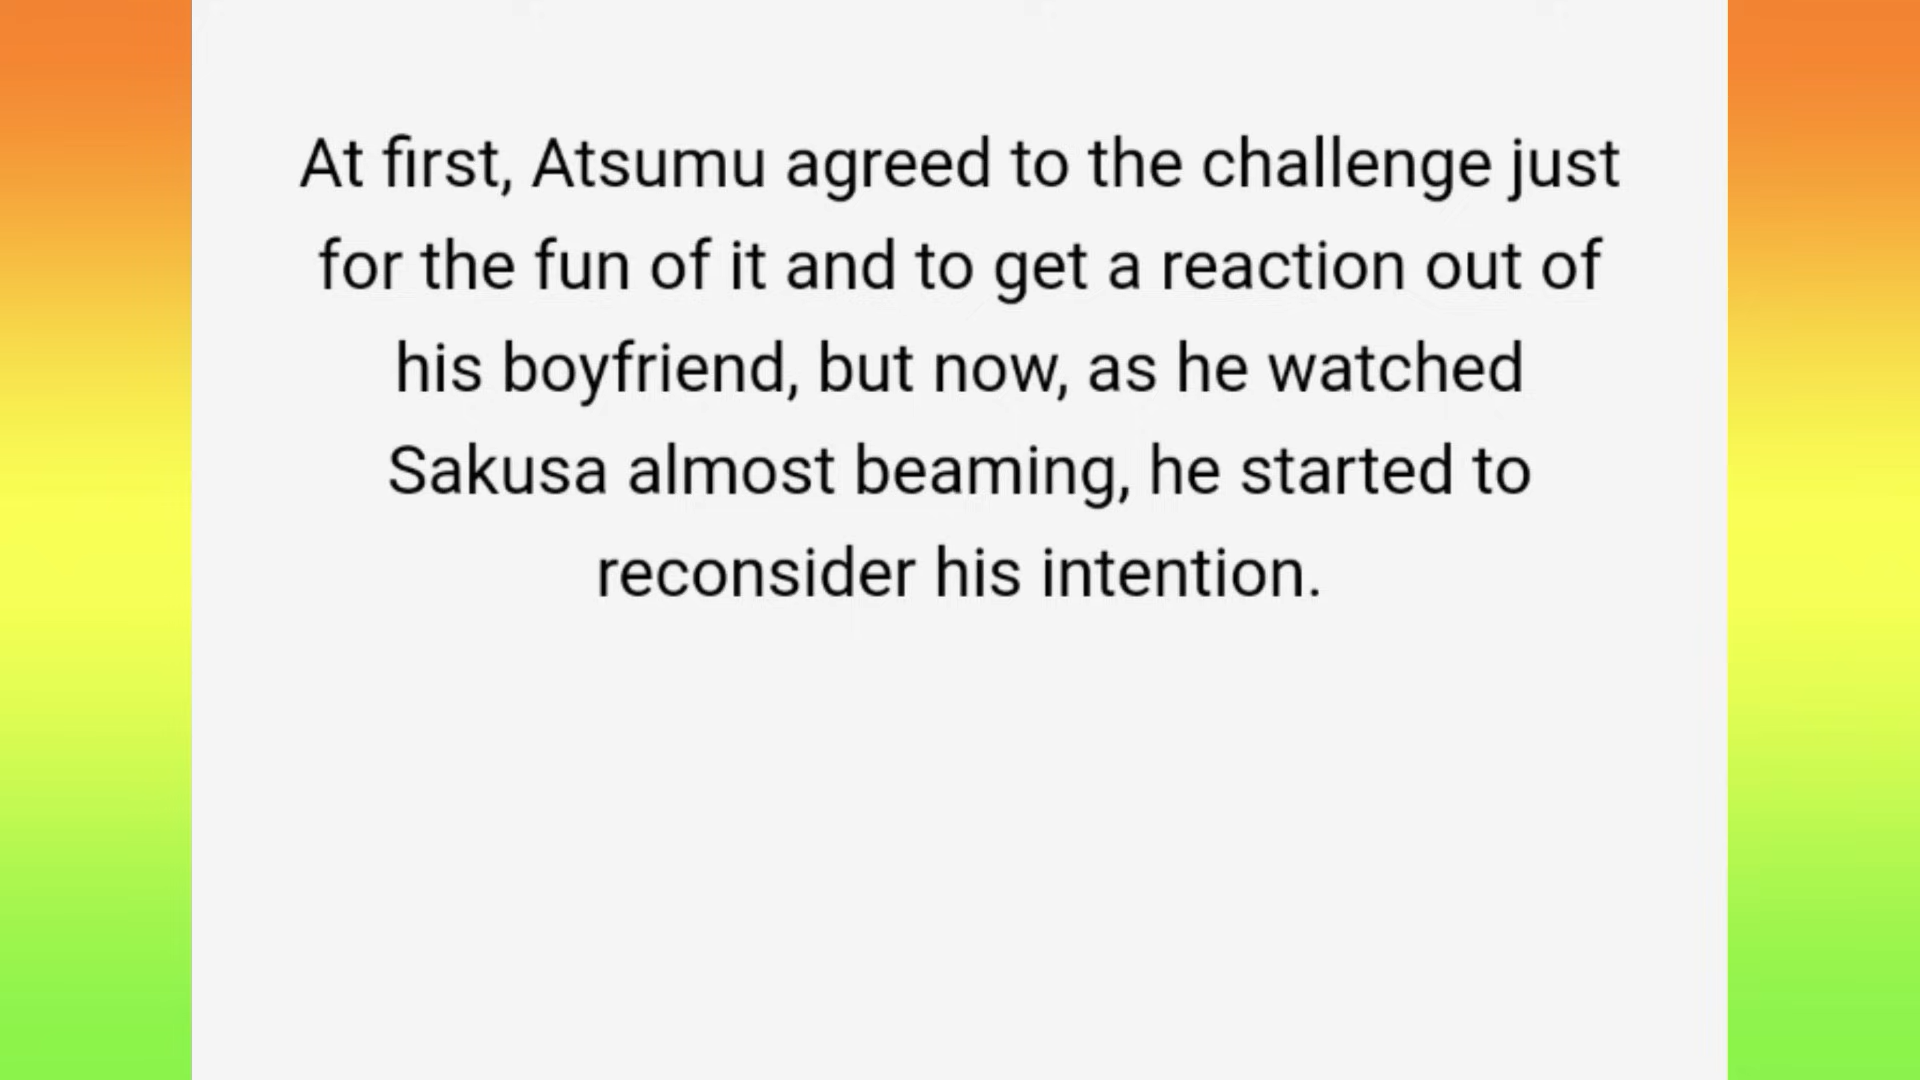 At first, Atsumu agreed to the challenge just
for the fun of it and to get a reaction out of
his boyfriend, but now, as he watched
Sakusa almost beaming, he started to
reconsider his intention.